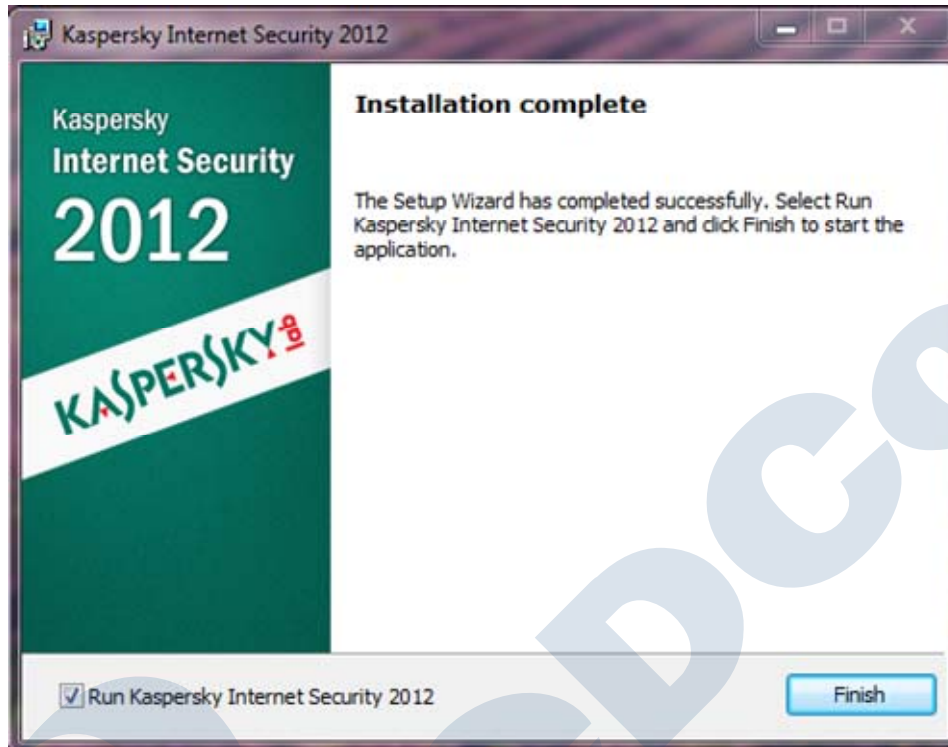 Kaspersky Internet Security 2012
Kaspersky
Internet Security
2012
KASPERSKY lab
Installation complete
The Setup Wizard has completed successfully. Select Run
Kaspersky Internet Security 2012 and click Finish to start the
application.
Run Kaspersky Internet Security 2012
Finish